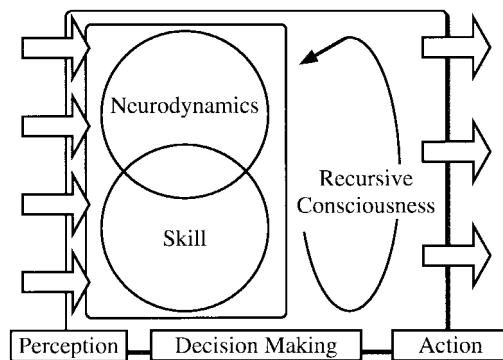 Neurodynamics
Skill
Recursive
Consciousness
Perception
Decision Making
Action